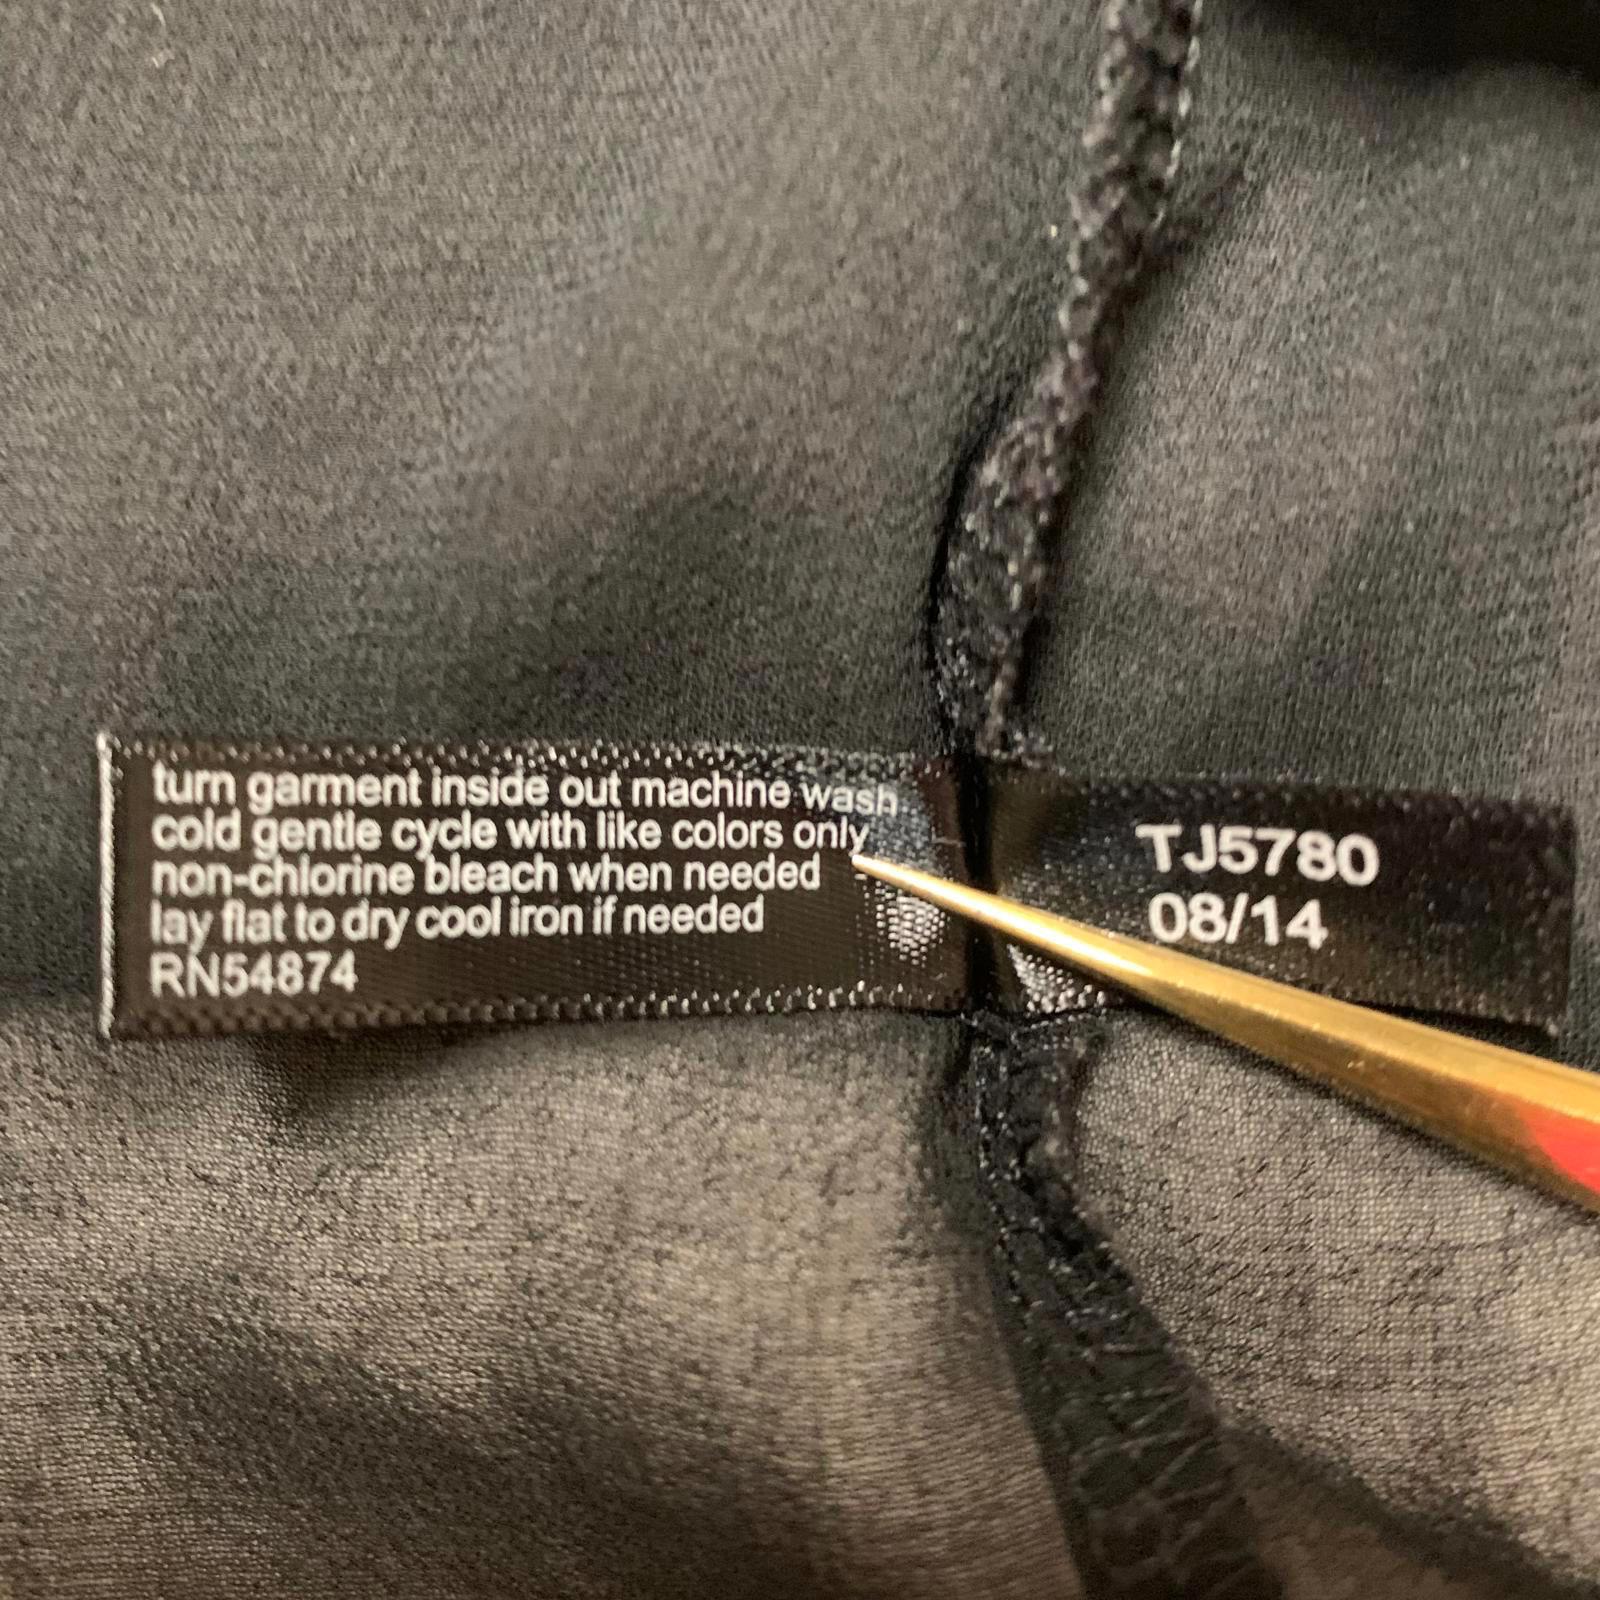 turn garment inside out machine wash
cold gentle cycle with like colors only
non-chlorine bleach when needed
lay flat to dry cool iron if needed
RN54874
TJ5780
08/14